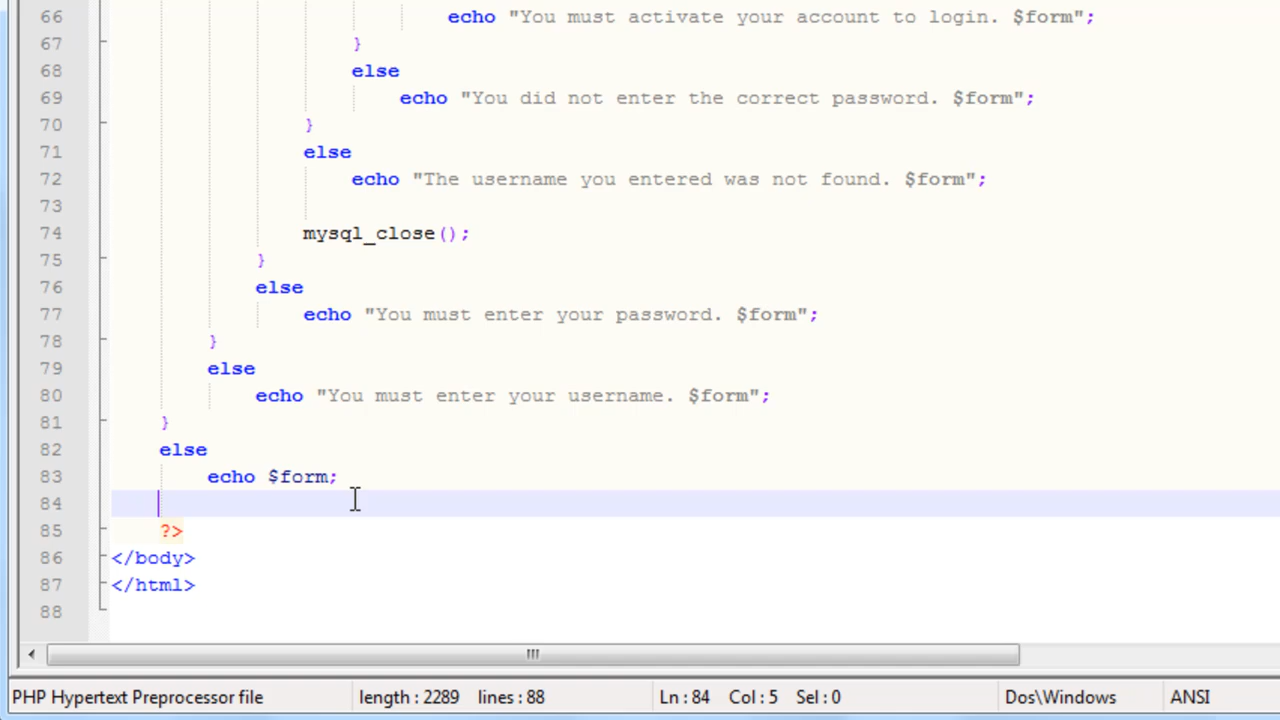 66 echo "You must activate your account to login. $form";
67 }
68 else
69 echo "You did not enter the correct password. $form";
70 }
71 else
72 echo "The username you entered was not found. $form";
73
74 mysql_close();
75 }
76 else
77 echo "You must enter your password. $form";
78 }
79 else
80 echo "You must enter your username. $form";
81 }
82 else
83 echo $form;
84
85 ?>
86 </body>
87 </html>
88
PHP Hypertext Preprocessor file length : 2289 lines : 88 Ln : 84 Col : 5 Sel : 0 Dos\Windows ANSI